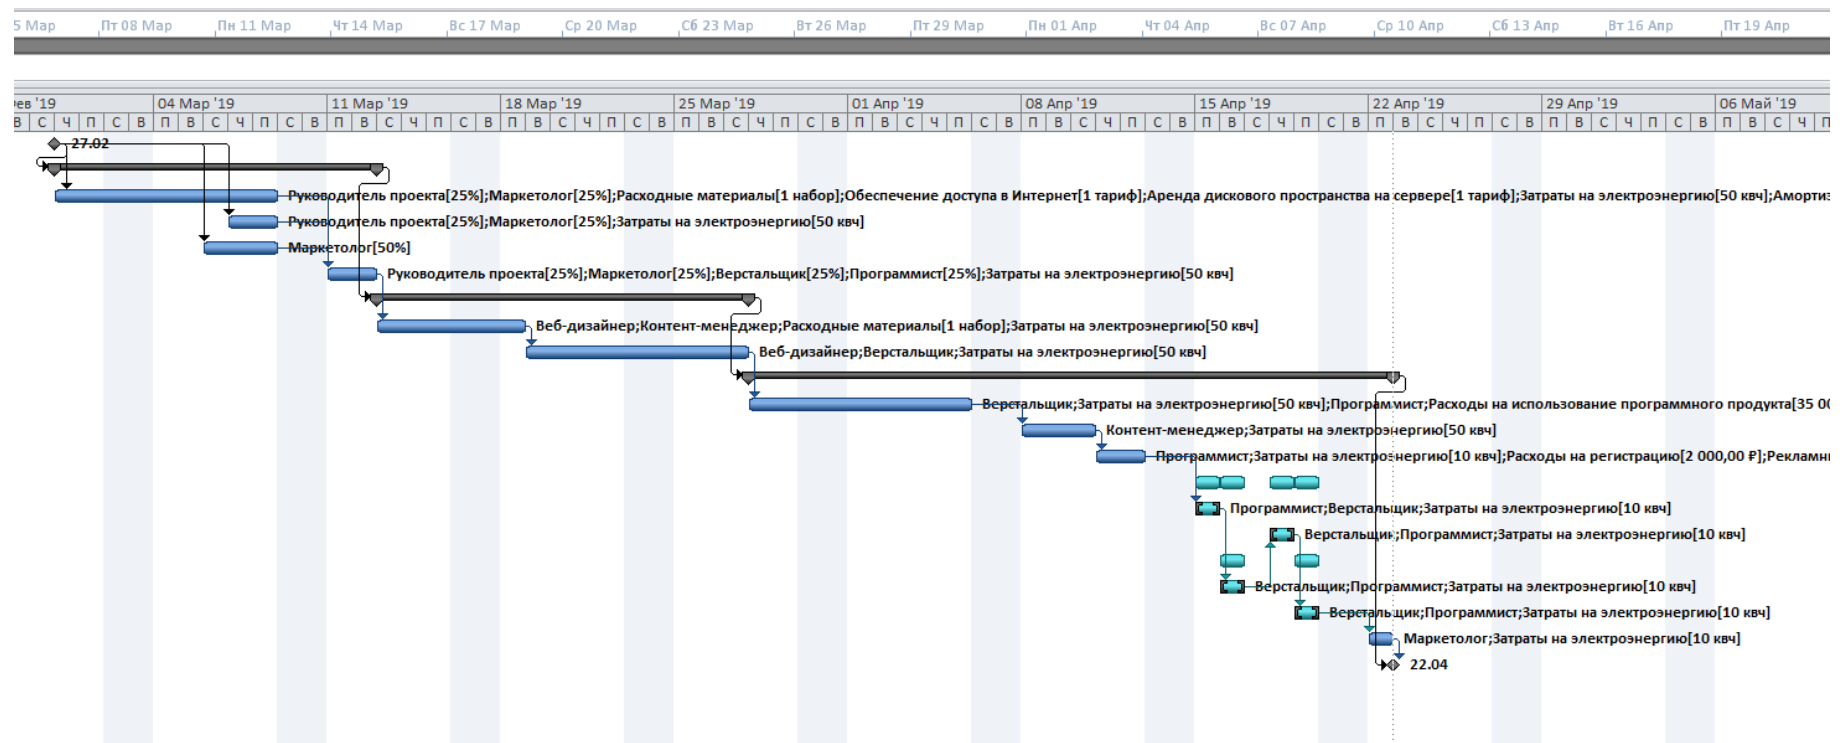 5 Мар Пт 08 Мар Пн 11 Мар Чт 14 Мар Вс 17 Мар Ср 20 Мар Сб 23 Мар Вт 26 Мар Пт 29 Мар Пн 01 Апр Чт 04 Апр Вс 07 Апр Ср 10 Апр Сб 13 Апр Вт 16 Апр Пт 19 Апр
ев '19 04 Мар '19 11 Мар '19 18 Мар '19 25 Мар '19 01 Апр '19 08 Апр '19 15 Апр '19 22 Апр '19 29 Апр '19 06 Май '19
В С Ч П С В П В С Ч П С В П В С Ч П С В П В С Ч П С В П В С Ч П С В П В С Ч П С В П В С Ч П С В П В С Ч П С В П В С Ч П С В П В С Ч П С В П В С Ч П
27.02
Руководитель проекта[25%];Маркетолог[25%];Расходные материалы[1 набор];Обеспечение доступа в Интернет[1 тариф];Аренда дискового пространства на сервере[1 тариф];Затраты на электроэнергию[50 квч];Амортиз
Руководитель проекта[25%];Маркетолог[25%];Затраты на электроэнергию[50 квч]
Маркетолог[50%]
Руководитель проекта[25%];Маркетолог[25%];Верстальщик[25%];Программист[25%];Затраты на электроэнергию[50 квч]
Веб-дизайнер;Контент-менеджер;Расходные материалы[1 набор];Затраты на электроэнергию[50 квч]
Веб-дизайнер;Верстальщик;Затраты на электроэнергию[50 квч]
Верстальщик;Затраты на электроэнергию[50 квч];Программист;Расходы на использование программного продукта[35 00
Контент-менеджер;Затраты на электроэнергию[50 квч]
Программист;Затраты на электроэнергию[10 квч];Расходы на регистрацию[2 000,00 ₽];Рекламн
Программист;Верстальщик;Затраты на электроэнергию[10 квч]
Верстальщик;Программист;Затраты на электроэнергию[10 квч]
Верстальщик;Программист;Затраты на электроэнергию[10 квч]
Верстальщик;Программист;Затраты на электроэнергию[10 квч]
Маркетолог;Затраты на электроэнергию[10 квч]
22.04